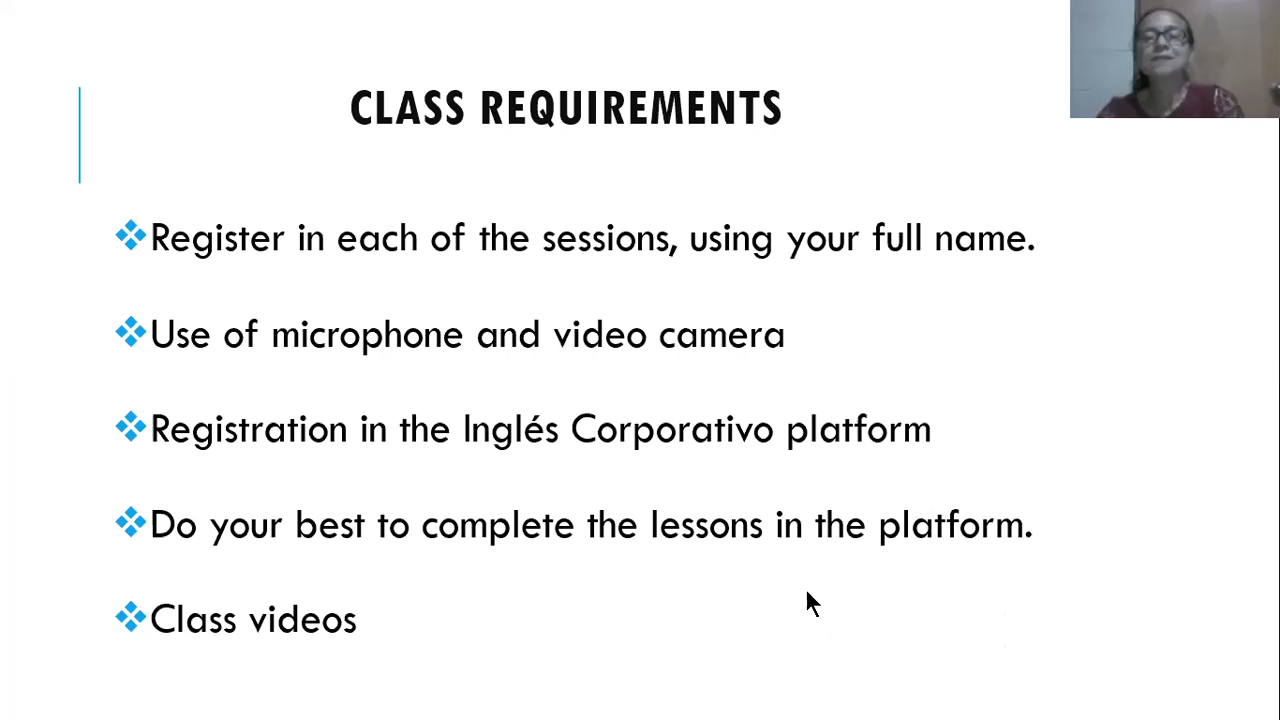 CLASS REQUIREMENTS
Register in each of the sessions, using your full name.
Use of microphone and video camera
Registration in the Inglés Corporativo platform
Do your best to complete the lessons in the platform.
Class videos